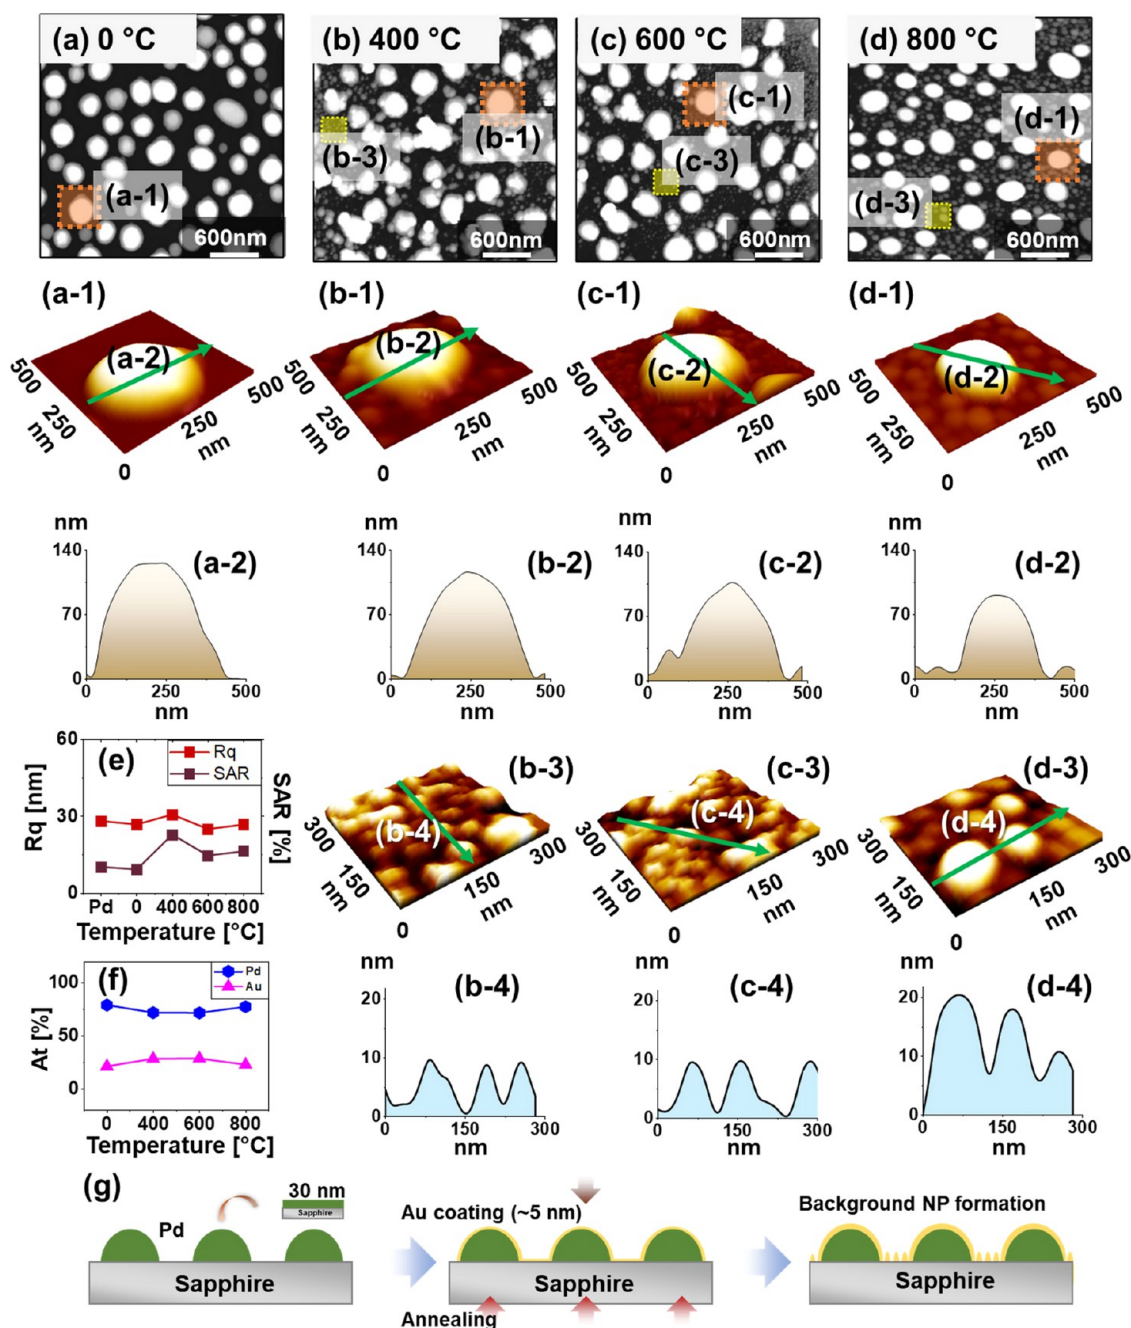 (a) 0 °C
(b) 400 °C
(c) 600 °C
(d) 800 °C
(a-1)
600nm
(b-1)
(b-3)
600nm
(c-1)
(c-3)
600nm
(d-1)
(d-3)
600nm
(a-1)
(b-1)
(c-1)
(d-1)
(a-2)
500
250
nm
0
250
nm
500
(b-2)
500
250
nm
0
250
nm
500
(c-2)
500
250
nm
0
250
nm
500
(d-2)
500
250
nm
0
250
nm
500
nm
(a-2)
140
70
0
0
250
500
nm
nm
(b-2)
140
70
0
0
250
500
nm
nm
(c-2)
140
70
0
0
250
500
nm
nm
(d-2)
140
70
0
0
250
500
nm
(e)
Rq
SAR
60
30
0
Rq [nm]
SAR [%]
Pd 0 400 600 800
Temperature [°C]
(b-3)
(b-4)
300
150
nm
0
150
nm
300
(c-3)
(c-4)
300
150
nm
0
150
nm
300
(d-3)
(d-4)
300
150
nm
0
150
nm
300
(f)
Pd
Au
100
50
0
At [%]
0 400 600 800
Temperature [°C]
nm
(b-4)
20
10
0
0
150
300
nm
nm
(c-4)
20
10
0
0
150
300
nm
nm
(d-4)
20
10
0
0
150
300
nm
(g)
Pd
30 nm
Sapphire
Sapphire
Au coating (~5 nm)
Sapphire
Annealing
Background NP formation
Sapphire